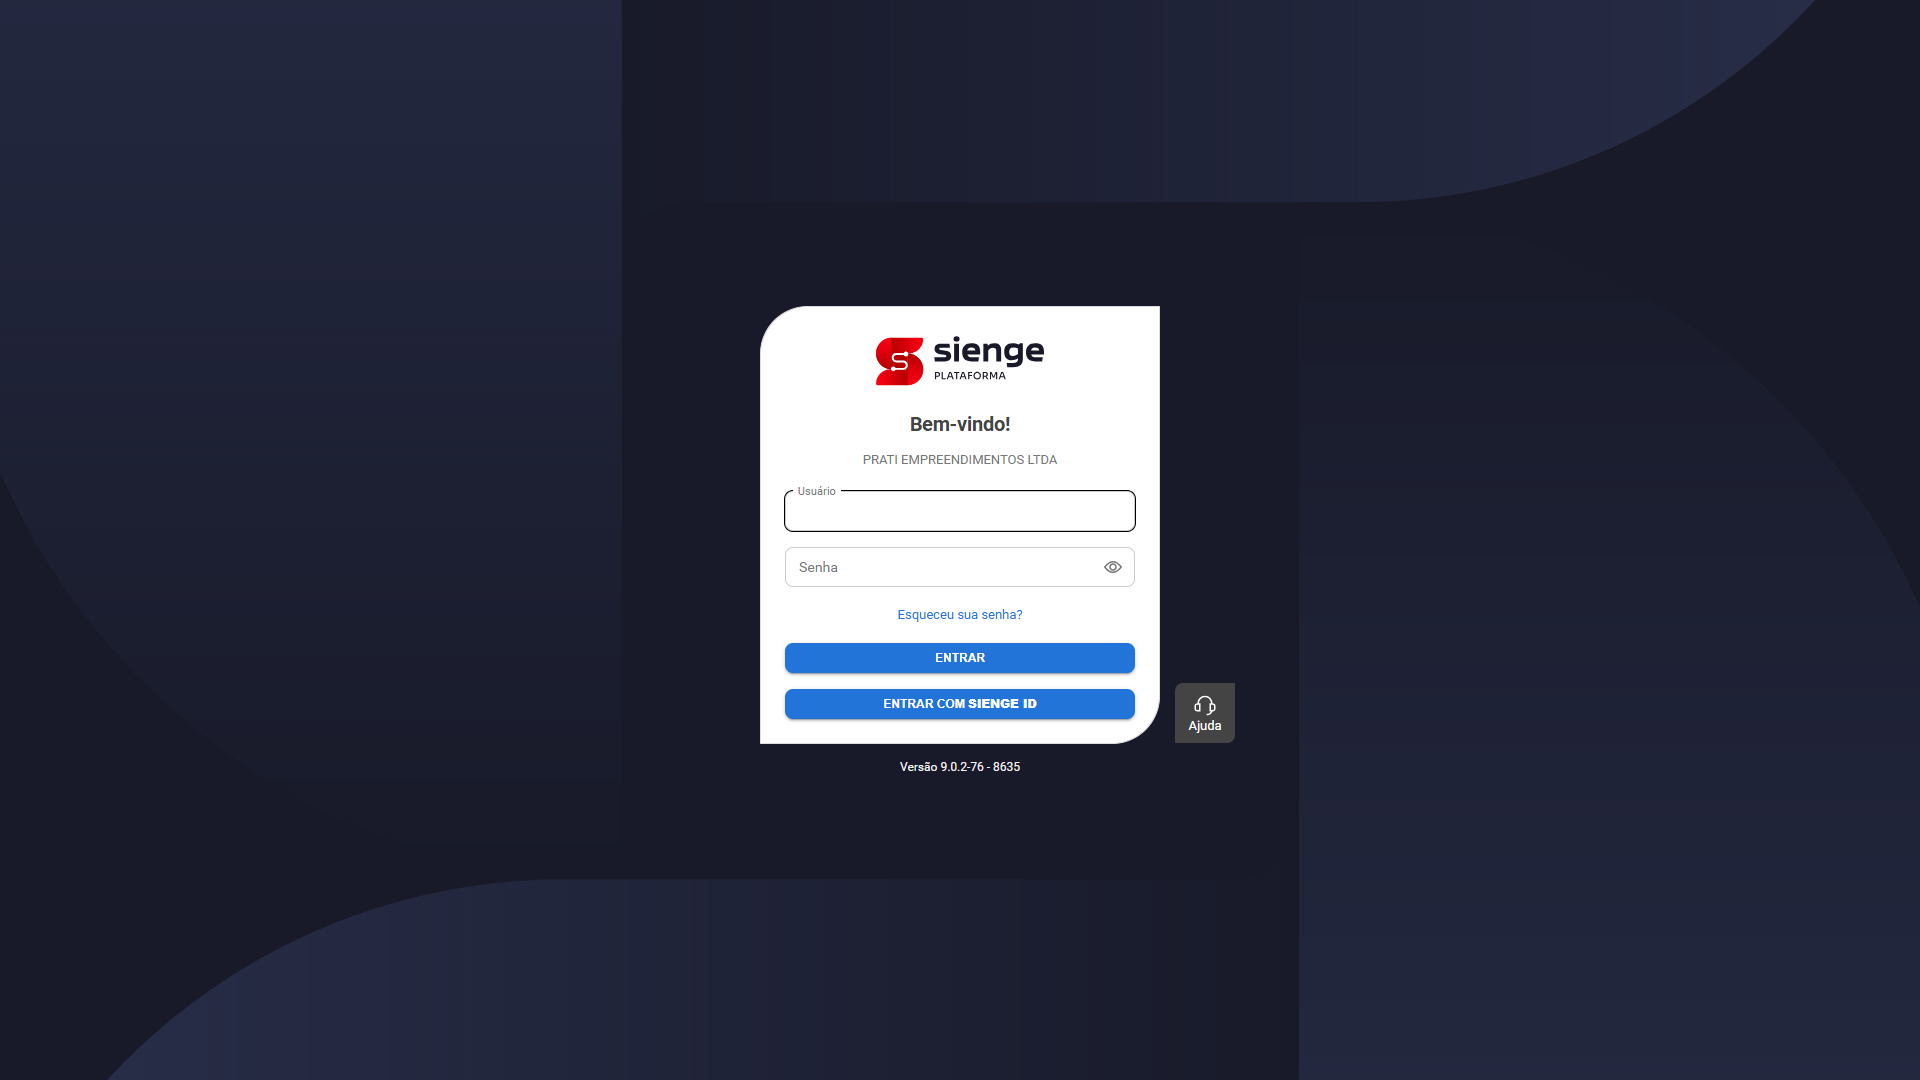 sienge
PLATAFORMA
Bem-vindo!
PRATI EMPREENDIMENTOS LTDA
Usuário
Senha
Esqueceu sua senha?
ENTRAR
ENTRAR COM SIENGE ID
Ajuda
Versão 9.0.2-76 - 8635